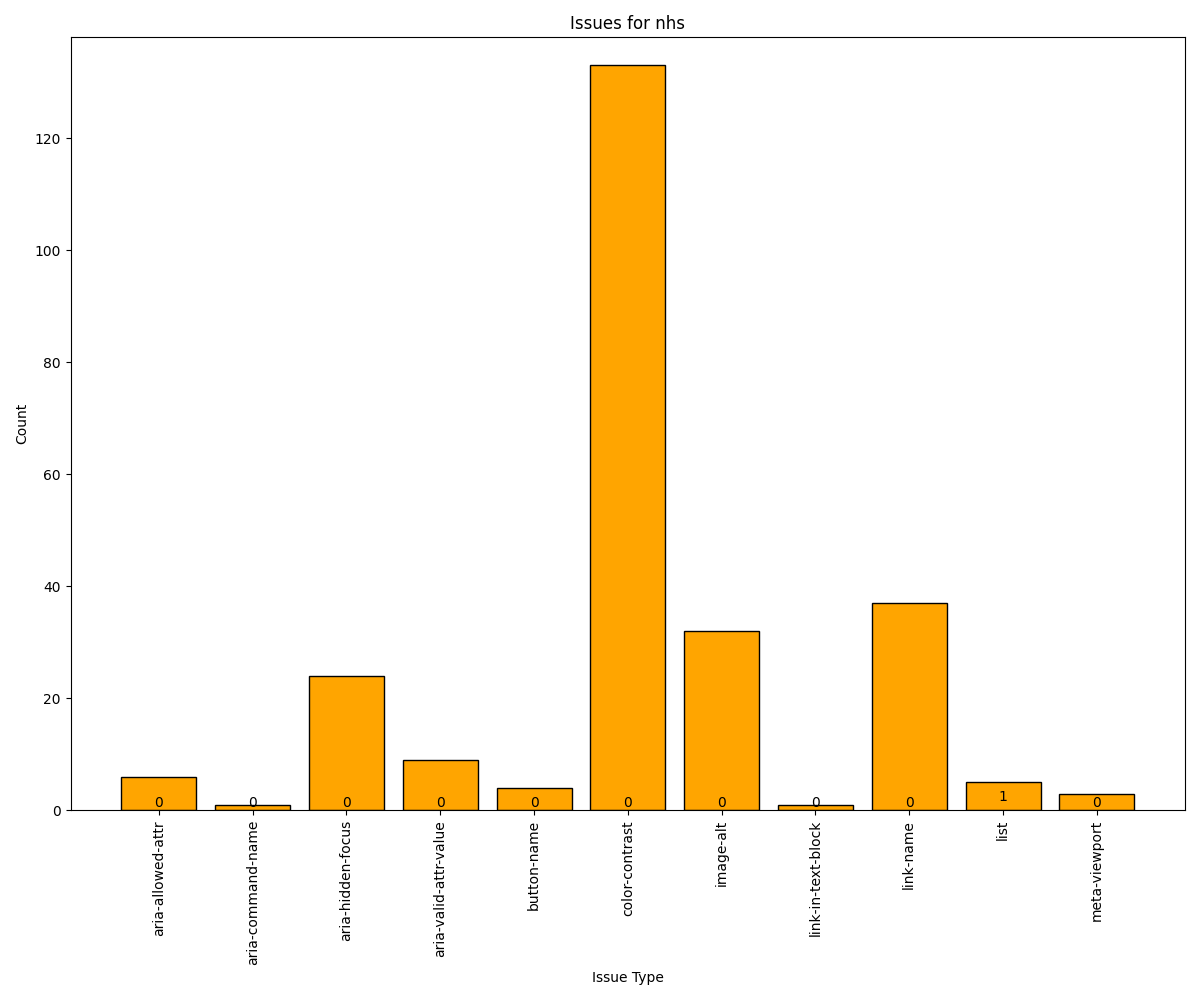 Issues for nhs
Count
120
100
80
60
40
20
0
0 0 0 0 0 0 0 0 0 1 0
aria-allowed-attr
aria-command-name
aria-hidden-focus
aria-valid-attr-value
button-name
color-contrast
image-alt
link-in-text-block
link-name
list
meta-viewport
Issue Type